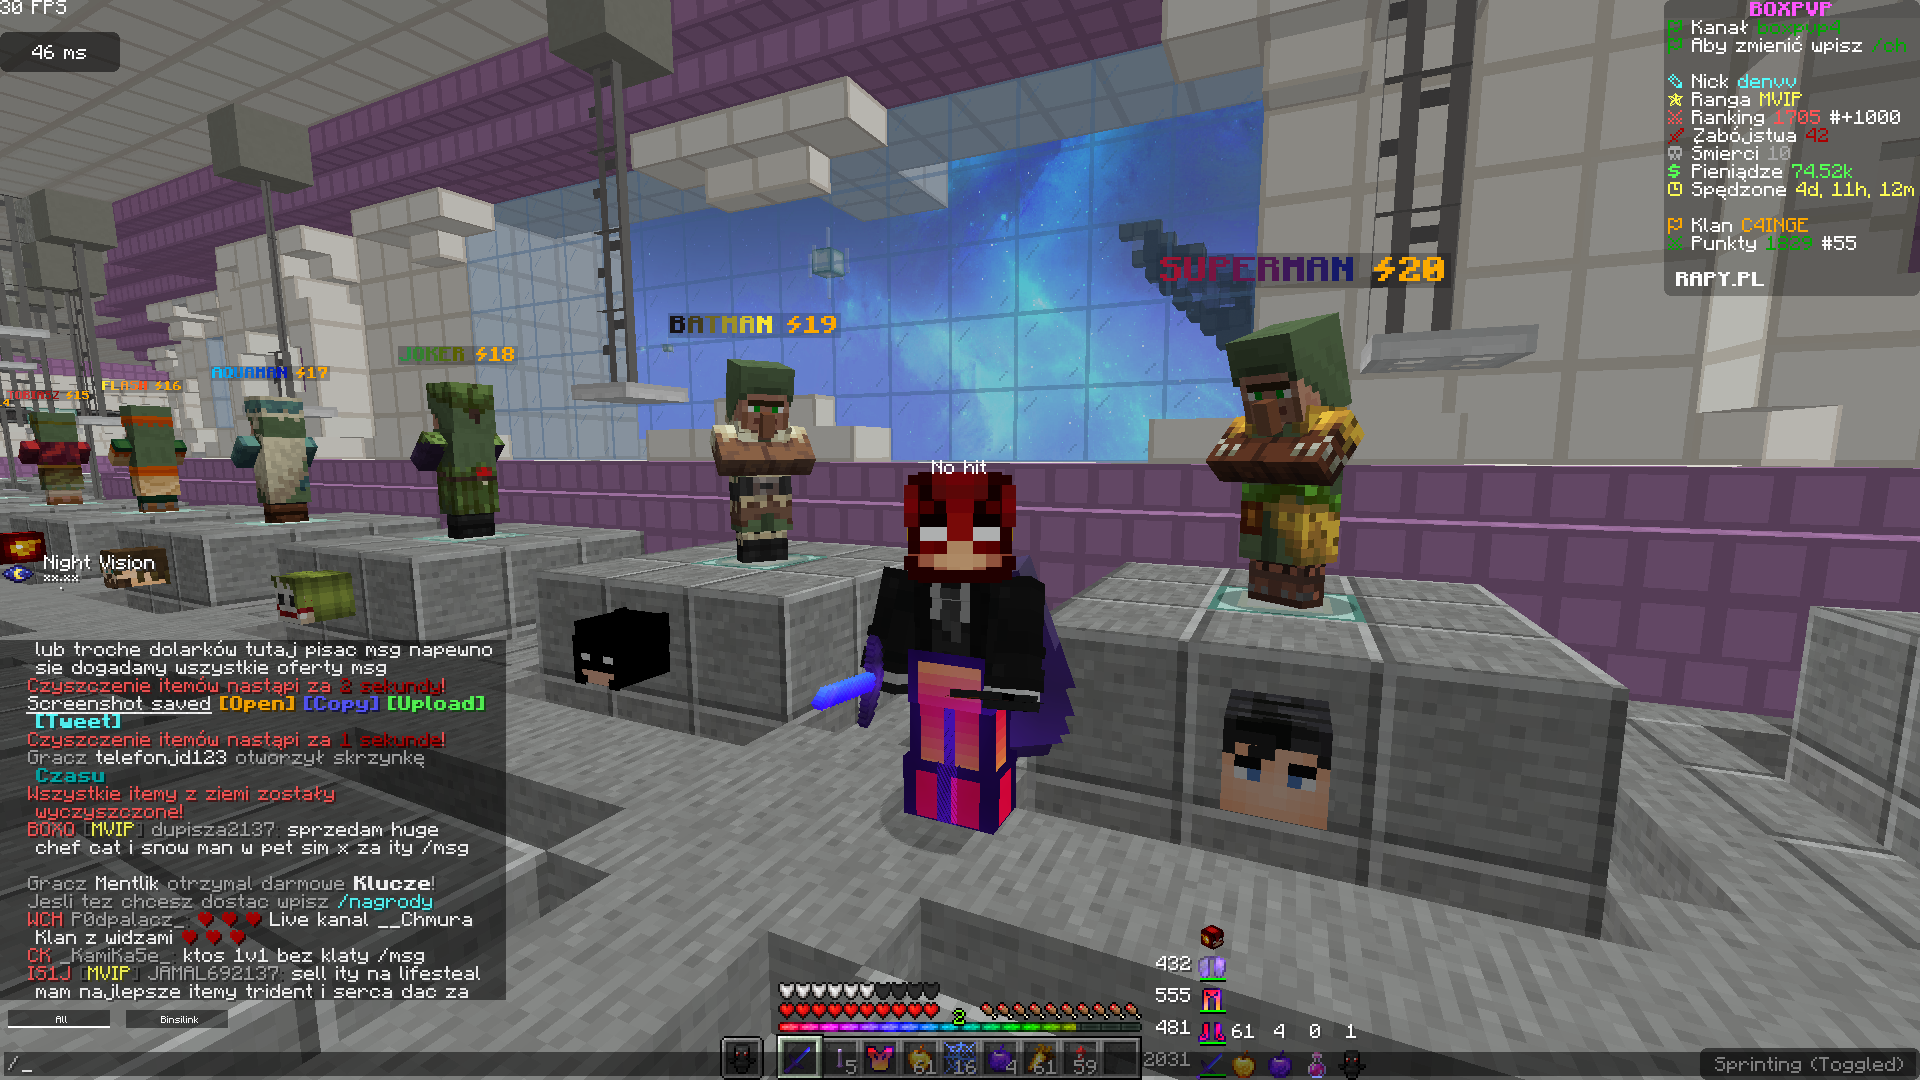 30 FPS
46 ms
BOXPVP
Kanał boxpvp4
Aby zmienić wpisz /ch
Nick denvv
Ranga MVIP
Ranking 1705 #+1000
Zabójstwa 42
Śmierci 10
Pieniądze 74.52k
Spędzone 4d, 11h, 12m
Klan C4INGE
Punkty 1829 #55
RAPY.PL
SUPERMAN ⚡20
BATMAN ⚡19
JOKER ⚡18
AQUAMAN ⚡17
FLASH ⚡16
⚡15
No hit
Night Vision
xx:xx
lub troche dolarków tutaj pisac msg napewno
sie dogadamy wszystkie oferty msg
Czyszczenie itemów nastąpi za 2 sekundy!
Screenshot saved [Open] [Copy] [Upload]
[Tweet]
Czyszczenie itemów nastąpi za 1 sekunde!
Gracz telefonjd123 otworzył skrzynkę
Czasu
Wszystkie itemy z ziemi zostały
wyczyszczone!
BOXO [MVIP] dupisza2137: sprzedam huge
chef cat i snow man w pet sim x za ity /msg
Gracz Mentlik otrzymal darmowe Klucze!
Jesli tez chcesz dostac wpisz /nagrody
WCH P0dpalacz_: ❤ ❤ ❤ Live kanal __Chmura
Klan z widzami ❤ ❤ ❤
CK _KamiKa5e_: ktos 1v1 bez klaty /msg
IS1J [MVIP] JAMAL692137: sell ity na lifesteal
mam najlepsze itemy trident i serca dac za
All
Binsilink
/_
432
555
481 61 4 0 1
2
5 61 16 4 61 59
2031
Sprinting (Toggled)